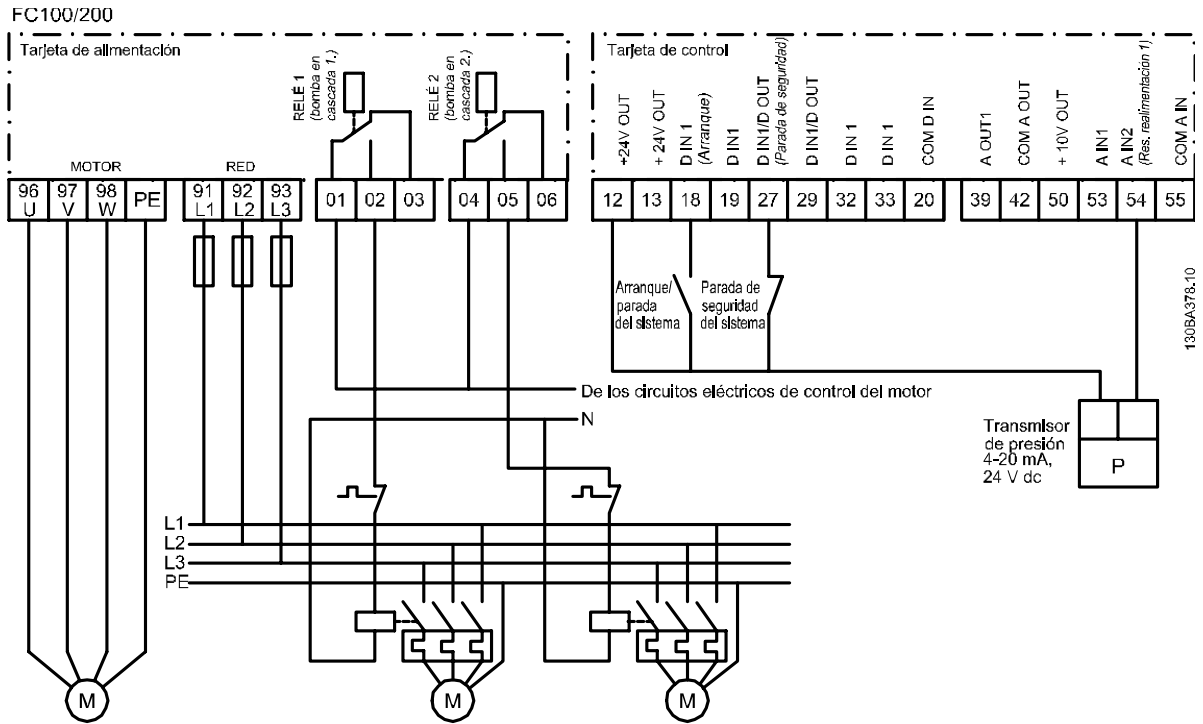 FC100/200
Tarjeta de alimentación
Tarjeta de control
RELÉ 1
(bomba en
cascada 1.)
RELÉ 2
(bomba en
cascada 2.)
+24V OUT
+ 24V OUT
D IN 1
(Arranque)
D IN1
D IN1/D OUT
(Parada de seguridad)
D IN1/D OUT
D IN 1
D IN 1
COM D IN
A OUT1
COM A OUT
+ 10V OUT
A IN1
A IN2
(Res. realimentación 1)
COM A IN
MOTOR
RED
96 97 98 PE
U V W
91 92 93
L1 L2 L3
01 02 03
04 05 06
12 13 18 19 27 29 32 33 20
39 42 50 53 54 55
Arranque/
parada
del sistema
Parada de
seguridad
del sistema
130BA378.10
De los circuitos eléctricos de control del motor
N
Transmisor
de presión
4-20 mA,
24 V dc
P
L1
L2
L3
PE
M
M
M